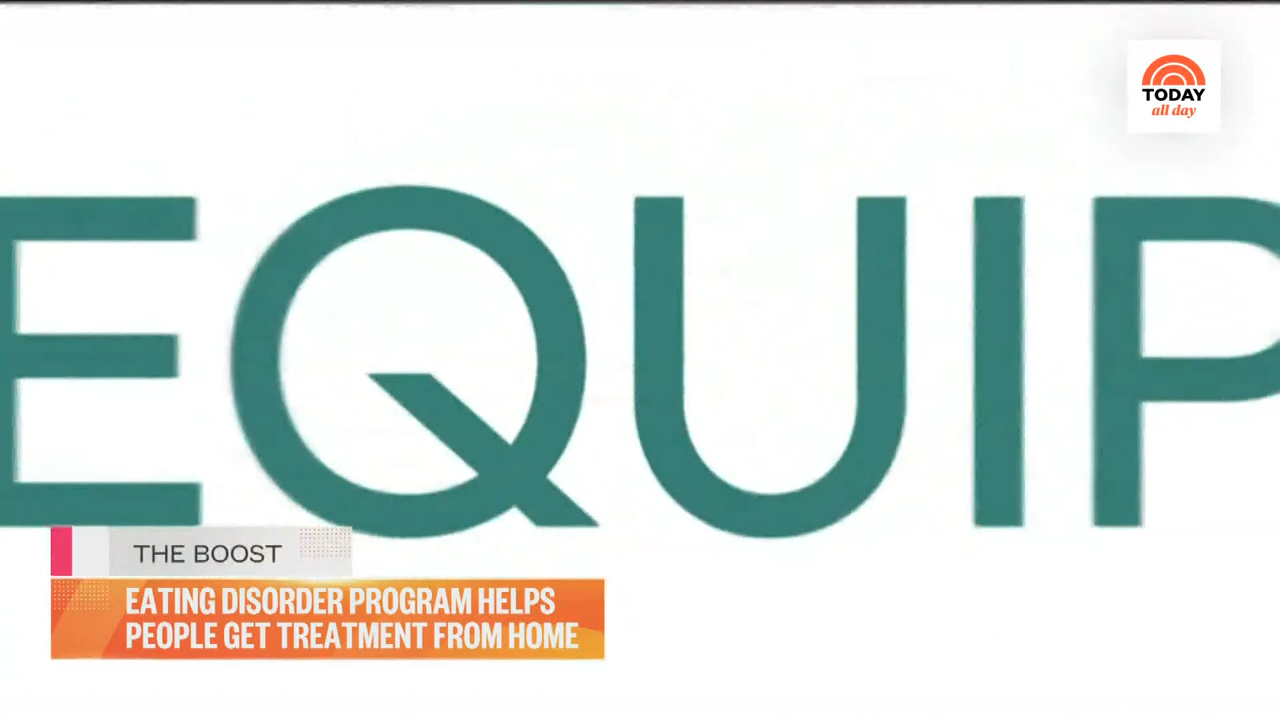 TODAY
all day
EQUIP
THE BOOST
EATING DISORDER PROGRAM HELPS
PEOPLE GET TREATMENT FROM HOME